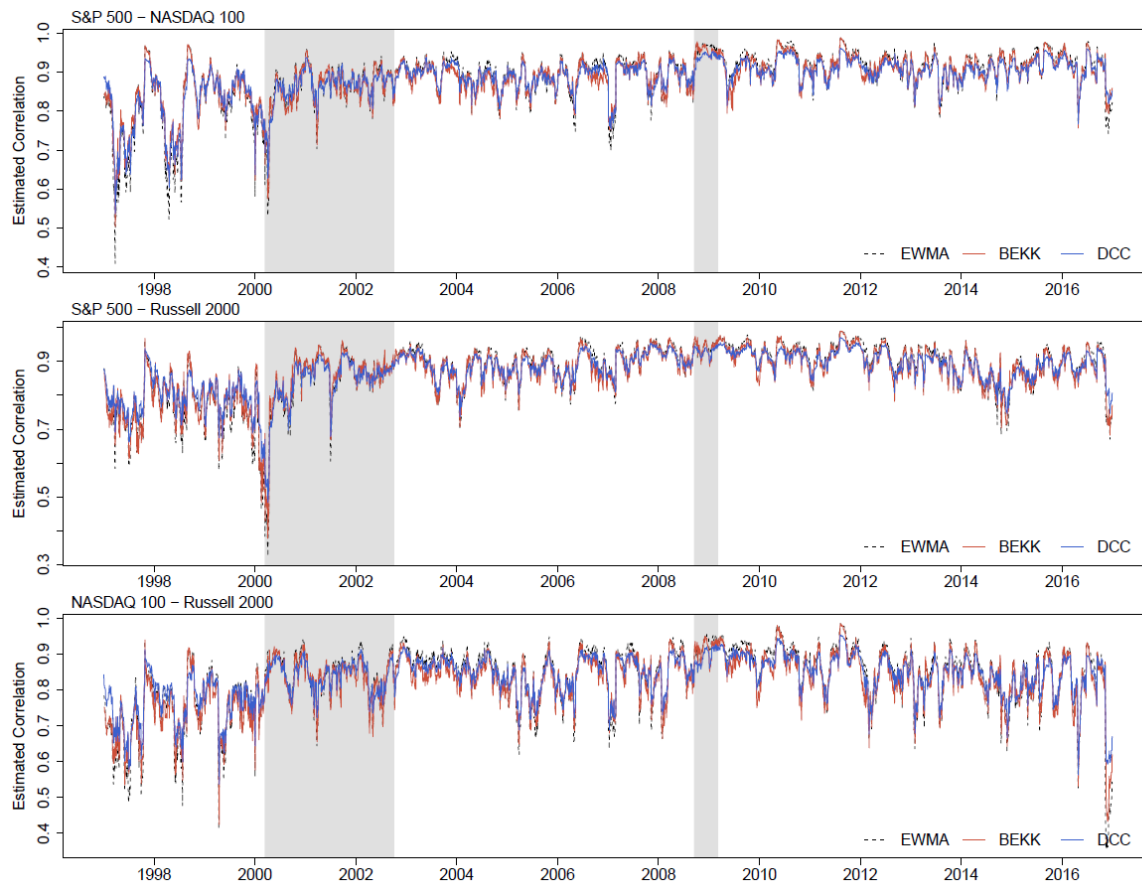 S&P 500 − NASDAQ 100
Estimated Correlation
1.0
0.9
0.8
0.7
0.6
0.5
0.4
EWMA BEKK DCC
1998 2000 2002 2004 2006 2008 2010 2012 2014 2016
S&P 500 − Russell 2000
Estimated Correlation
0.9
0.7
0.5
0.3
EWMA BEKK DCC
1998 2000 2002 2004 2006 2008 2010 2012 2014 2016
NASDAQ 100 − Russell 2000
Estimated Correlation
1.0
0.9
0.8
0.7
0.6
0.5
0.4
EWMA BEKK DCC
1998 2000 2002 2004 2006 2008 2010 2012 2014 2016